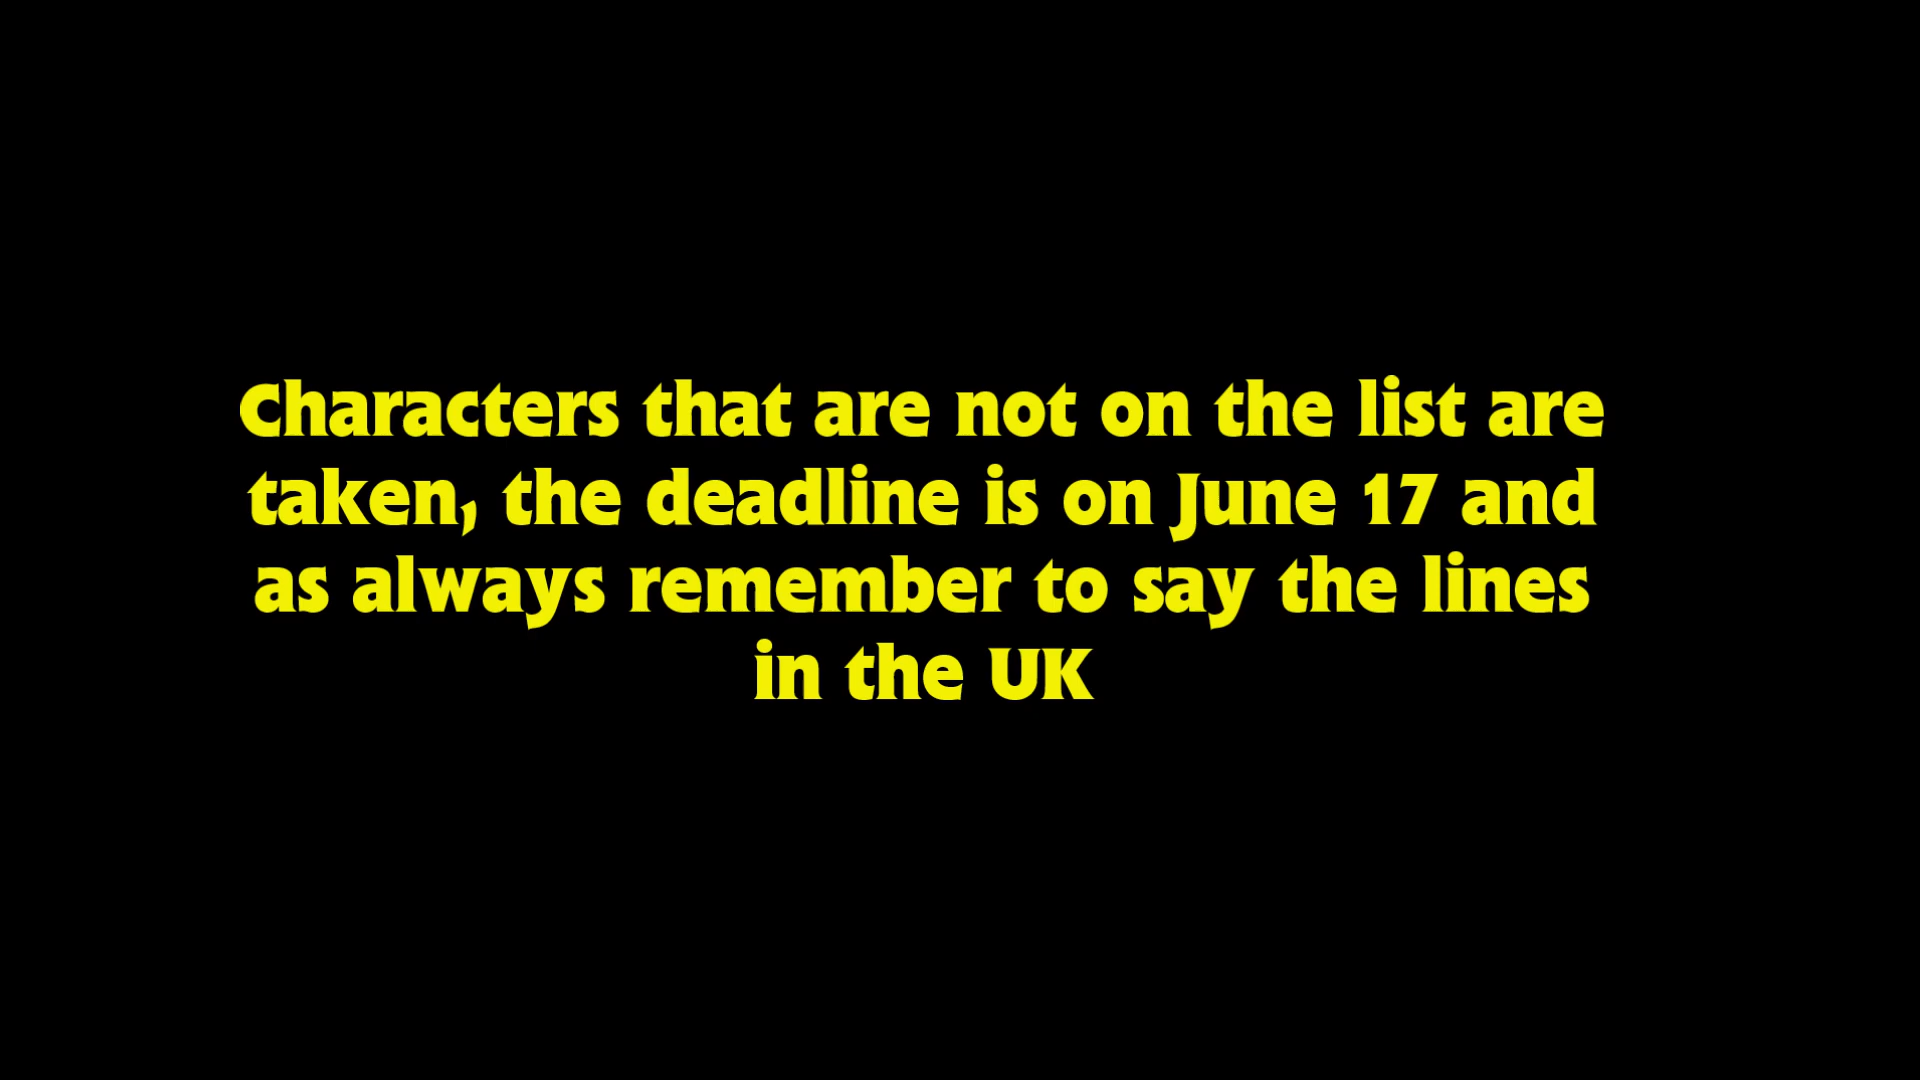 Characters that are not on the list are
taken, the deadline is on June 17 and
as always remember to say the lines
in the UK